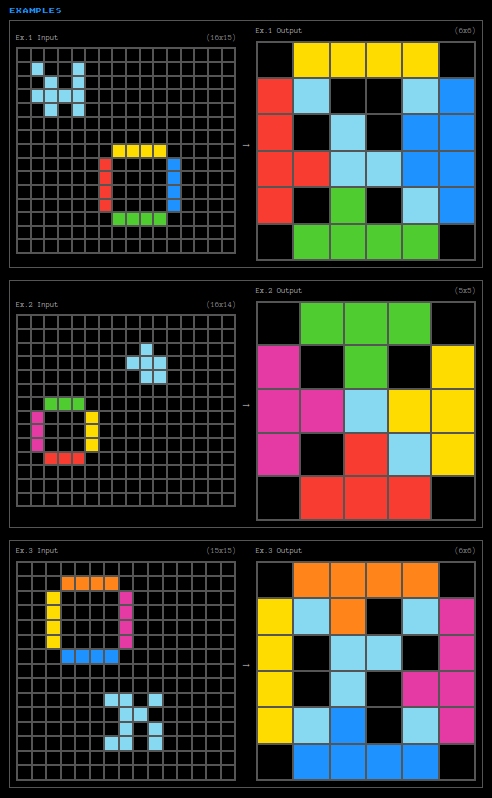 EXAMPLES
Ex.1 Input (16x15)
Ex.1 Output (6x6)
→
Ex.2 Input (16x14)
Ex.2 Output (5x5)
→
Ex.3 Input (15x15)
Ex.3 Output (6x6)
→